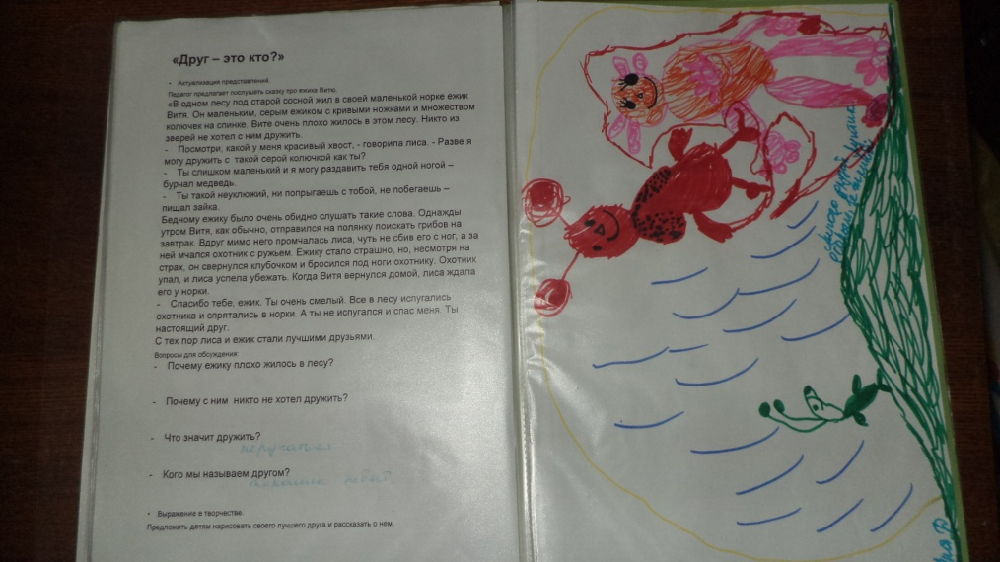 «Друг – это кто?»
• Актуализация представлений.
Педагог предлагает послушать сказку про ежика Витю.
«В одном лесу под старой сосной жил в своей маленькой норке ежик
Витя. Он маленьким, серым ежиком с кривыми ножками и множеством
колючек на спинке. Вите очень плохо жилось в этом лесу. Никто из
зверей не хотел с ним дружить.
- Посмотри, какой у меня красивый хвост, - говорила лиса. - Разве я
могу дружить с такой серой колючкой как ты?
- Ты слишком маленький и я могу раздавить тебя одной ногой –
бурчал медведь.
- Ты такой неуклюжий, ни попрыгаешь с тобой, не побегаешь –
пищал зайка.
Бедному ежику было очень обидно слушать такие слова. Однажды
утром Витя, как обычно, отправился на полянку поискать грибов на
завтрак. Вдруг мимо него промчалась лиса, чуть не сбив его с ног, а за
ней мчался охотник с ружьем. Ежику стало страшно, но, несмотря на
страх, он свернулся клубочком и бросился под ноги охотнику. Охотник
упал, и лиса успела убежать. Когда Витя вернулся домой, лиса ждала
его у норки.
- Спасибо тебе, ежик. Ты очень смелый. Все в лесу испугались
охотника и спрятались в норки. А ты не испугался и спас меня. Ты
настоящий друг.
С тех пор лиса и ежик стали лучшими друзьями.
Вопросы для обсуждения:
- Почему ежику плохо жилось в лесу?
- Почему с ним никто не хотел дружить?
- Что значит дружить?
- Кого мы называем другом?
• Выражение в творчестве.
Предложить детям нарисовать своего лучшего друга и рассказать о нем.